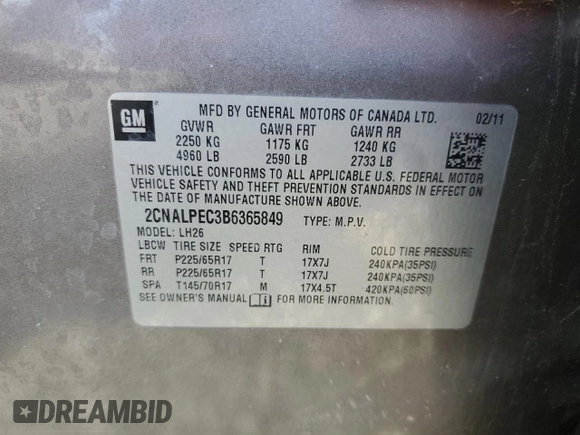 GM
MFD BY GENERAL MOTORS OF CANADA LTD. 02/11
GVWR GAWR FRT GAWR RR
2250 KG 1175 KG 1240 KG
4960 LB 2590 LB 2733 LB
THIS VEHICLE CONFORMS TO ALL APPLICABLE U.S. FEDERAL MOTOR
VEHICLE SAFETY AND THEFT PREVENTION STANDARDS IN EFFECT ON
THE DATE OF MANUFACTURE SHOWN ABOVE.
2CNALPEC3B6365849 TYPE: M.P.V.
MODEL: LH26
LBCW TIRE SIZE SPEED RTG RIM COLD TIRE PRESSURE
FRT P225/65R17 T 17X7J 240KPA(35PSI)
RR P225/65R17 T 17X7J 240KPA(35PSI)
SPA T145/70R17 M 17X4.5T 420KPA(60PSI)
SEE OWNER'S MANUAL FOR MORE INFORMATION.
DREAMBID